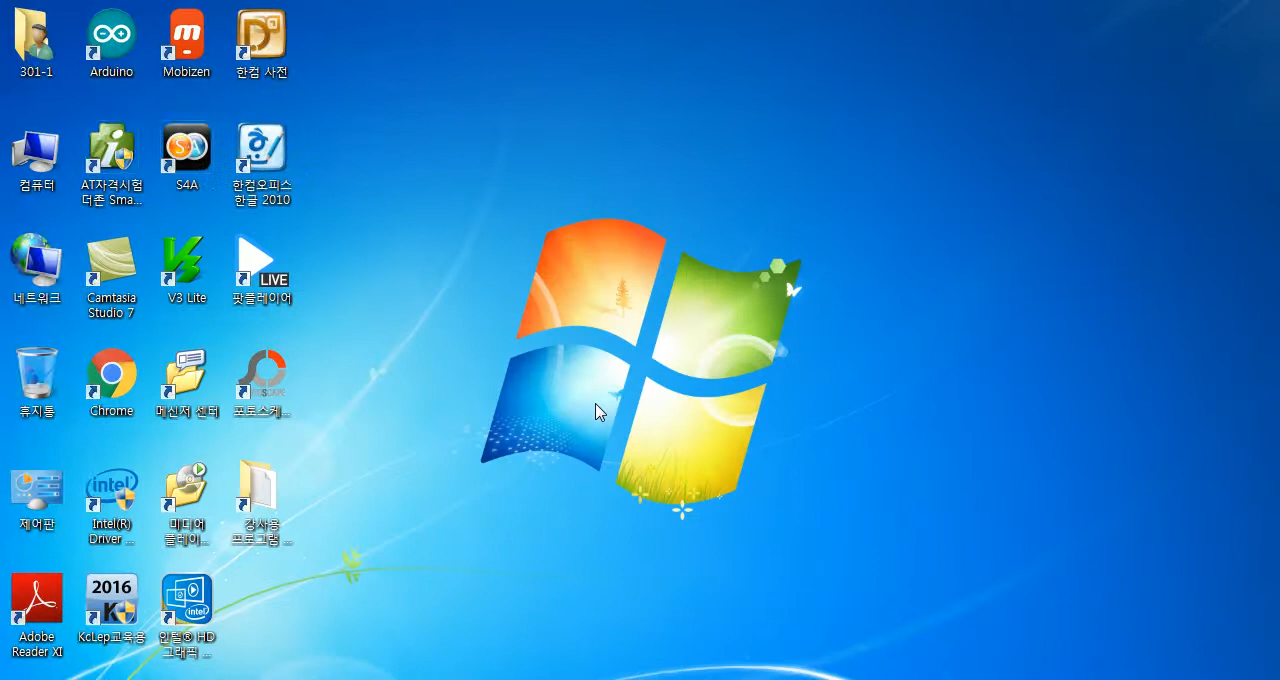 301-1
Arduino
Mobizen
한컴 사전
컴퓨터
AT자격시험
더존 Sma...
S4A
한컴오피스
한글 2010
네트워크
Camtasia
Studio 7
V3 Lite
LIVE
팟플레이어
휴지통
Chrome
메신저 센터
포토스케...
제어판
intel
Intel(R)
Driver ...
미디어
플레이...
강사용
프로그램 ...
Adobe
Reader XI
2016
K
KcLep교육용
intel
인텔® HD
그래픽 ...